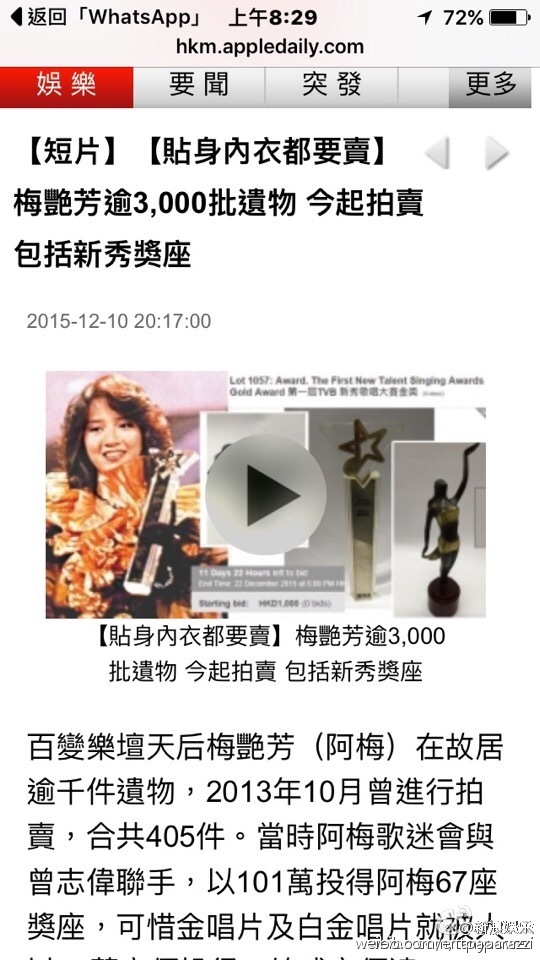 返回「WhatsApp」 上午8:29 72%
hkm.appledaily.com
娛樂 要聞 突發 更多
【短片】【貼身內衣都要賣】
梅艷芳逾3,000批遺物 今起拍賣
包括新秀獎座
2015-12-10 20:17:00
Lot 1057: Award. The First New Talent Singing Awards
Gold Award 第一屆TVB 新秀歌唱大賽金獎
11 Days 22 Hours left to bid
End Time: 22 December 2015 at 6:00 PM HK
Starting bid: HKD1,000 (0 bids)
【貼身內衣都要賣】梅艷芳逾3,000
批遺物 今起拍賣 包括新秀獎座
百變樂壇天后梅艷芳（阿梅）在故居
逾千件遺物，2013年10月曾進行拍
賣，合共405件。當時阿梅歌迷會與
曾志偉聯手，以101萬投得阿梅67座
獎座，可惜金唱片及白金唱片就被人
@新浪娛樂